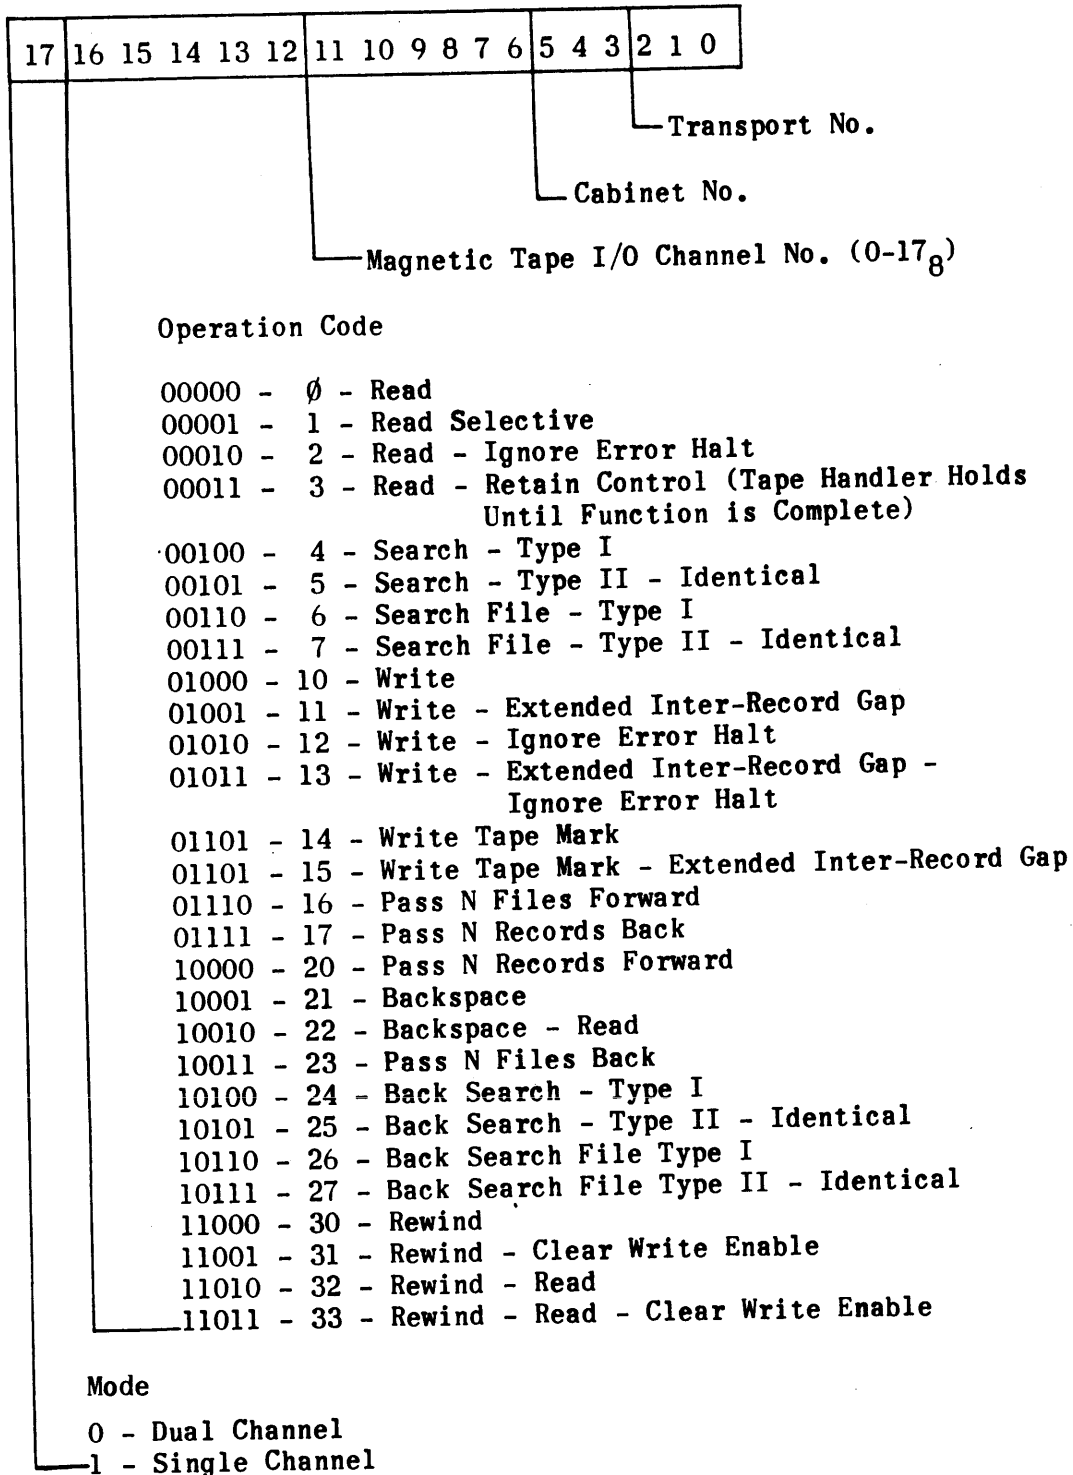 17 16 15 14 13 12 11 10 9 8 7 6 5 4 3 2 1 0
Transport No.
Cabinet No.
Magnetic Tape I/O Channel No. (0-17₈)
Operation Code
00000 - Ø - Read
00001 - 1 - Read Selective
00010 - 2 - Read - Ignore Error Halt
00011 - 3 - Read - Retain Control (Tape Handler Holds
Until Function is Complete)
00100 - 4 - Search - Type I
00101 - 5 - Search - Type II - Identical
00110 - 6 - Search File - Type I
00111 - 7 - Search File - Type II - Identical
01000 - 10 - Write
01001 - 11 - Write - Extended Inter-Record Gap
01010 - 12 - Write - Ignore Error Halt
01011 - 13 - Write - Extended Inter-Record Gap -
Ignore Error Halt
01101 - 14 - Write Tape Mark
01101 - 15 - Write Tape Mark - Extended Inter-Record Gap
01110 - 16 - Pass N Files Forward
01111 - 17 - Pass N Records Back
10000 - 20 - Pass N Records Forward
10001 - 21 - Backspace
10010 - 22 - Backspace - Read
10011 - 23 - Pass N Files Back
10100 - 24 - Back Search - Type I
10101 - 25 - Back Search - Type II - Identical
10110 - 26 - Back Search File Type I
10111 - 27 - Back Search File Type II - Identical
11000 - 30 - Rewind
11001 - 31 - Rewind - Clear Write Enable
11010 - 32 - Rewind - Read
11011 - 33 - Rewind - Read - Clear Write Enable
Mode
0 - Dual Channel
1 - Single Channel